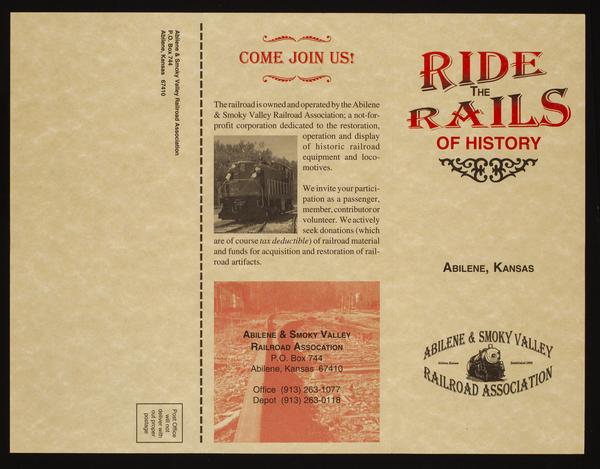 Abilene & Smoky Valley Railroad Association
P.O. Box 744
Abilene, Kansas 67410
Post Office
will not
deliver with
out proper
postage
COME JOIN US!
The railroad is owned and operated by the Abilene
& Smoky Valley Railroad Association; a not-for-
profit corporation dedicated to the restoration,
operation and display
of historic railroad
equipment and loco-
motives.
We invite your partici-
pation as a passenger,
member, contributor or
volunteer. We actively
seek donations (which
are of course tax deductible) of railroad material
and funds for acquisition and restoration of rail-
road artifacts.
ABILENE & SMOKY VALLEY
RAILROAD ASSOCATION
P.O. Box 744
Abilene, Kansas 67410
Office (913) 263-1077
Depot (913) 263-0118
RIDE
THE
RAILS
OF HISTORY
ABILENE, KANSAS
ABILENE & SMOKY VALLEY
RAILROAD ASSOCIATION